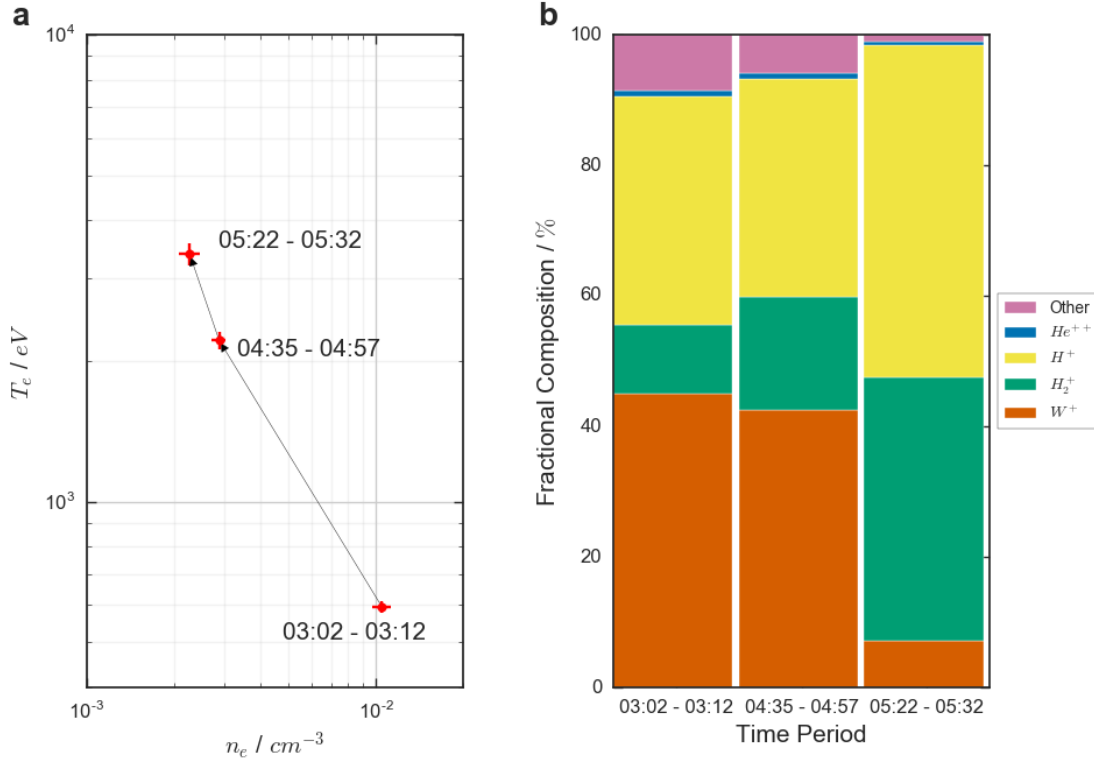 a
10^4
10^3
T_e / eV
05:22 - 05:32
04:35 - 04:57
03:02 - 03:12
10^-3
10^-2
n_e / cm^-3
b
100
80
60
40
20
0
Fractional Composition / %
03:02 - 03:12
04:35 - 04:57
05:22 - 05:32
Time Period
Other
He^++
H^+
H_2^+
W^+